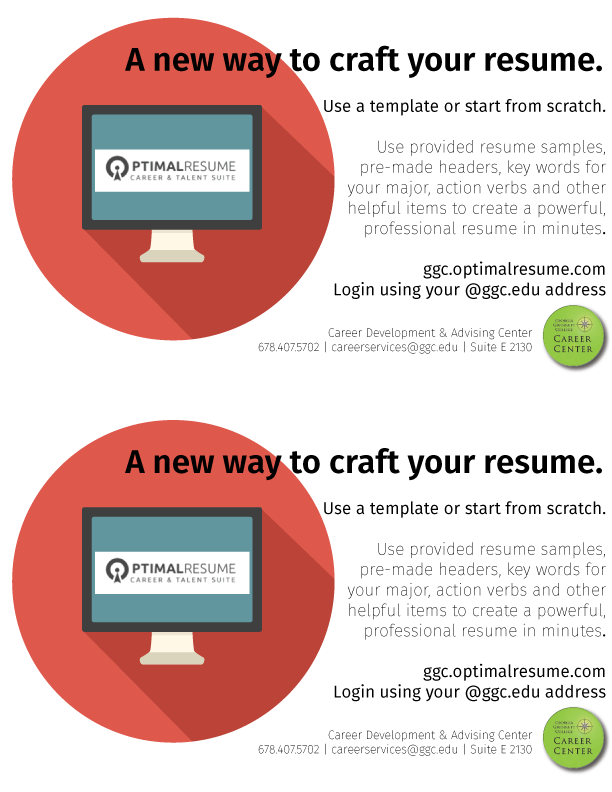 A new way to craft your resume.
Use a template or start from scratch.
PTIMALRESUME
CAREER & TALENT SUITE
Use provided resume samples,
pre-made headers, key words for
your major, action verbs and other
helpful items to create a powerful,
professional resume in minutes.
ggc.optimalresume.com
Login using your @ggc.edu address
Career Development & Advising Center
678.407.5702 | careerservices@ggc.edu | Suite E 2130
GEORGIA
GWINNETT
COLLEGE
CAREER
CENTER
A new way to craft your resume.
Use a template or start from scratch.
PTIMALRESUME
CAREER & TALENT SUITE
Use provided resume samples,
pre-made headers, key words for
your major, action verbs and other
helpful items to create a powerful,
professional resume in minutes.
ggc.optimalresume.com
Login using your @ggc.edu address
Career Development & Advising Center
678.407.5702 | careerservices@ggc.edu | Suite E 2130
GEORGIA
GWINNETT
COLLEGE
CAREER
CENTER